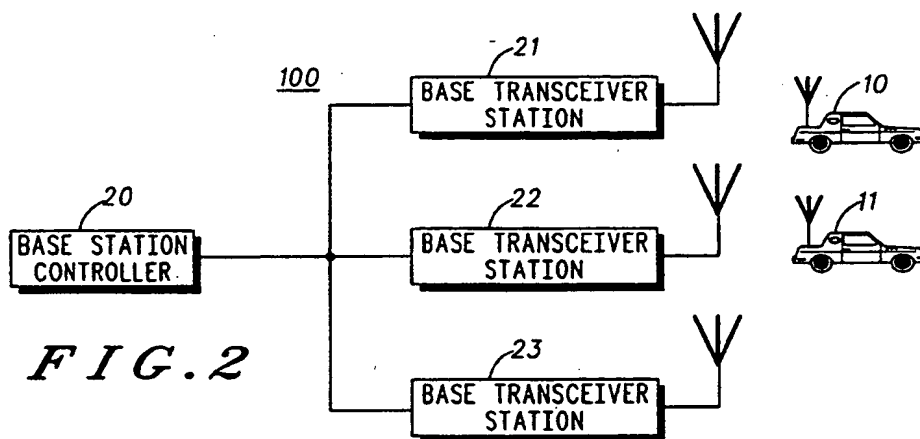 100
21
BASE TRANSCEIVER
STATION
10
20
BASE STATION
CONTROLLER
22
BASE TRANSCEIVER
STATION
11
23
BASE TRANSCEIVER
STATION
FIG.2